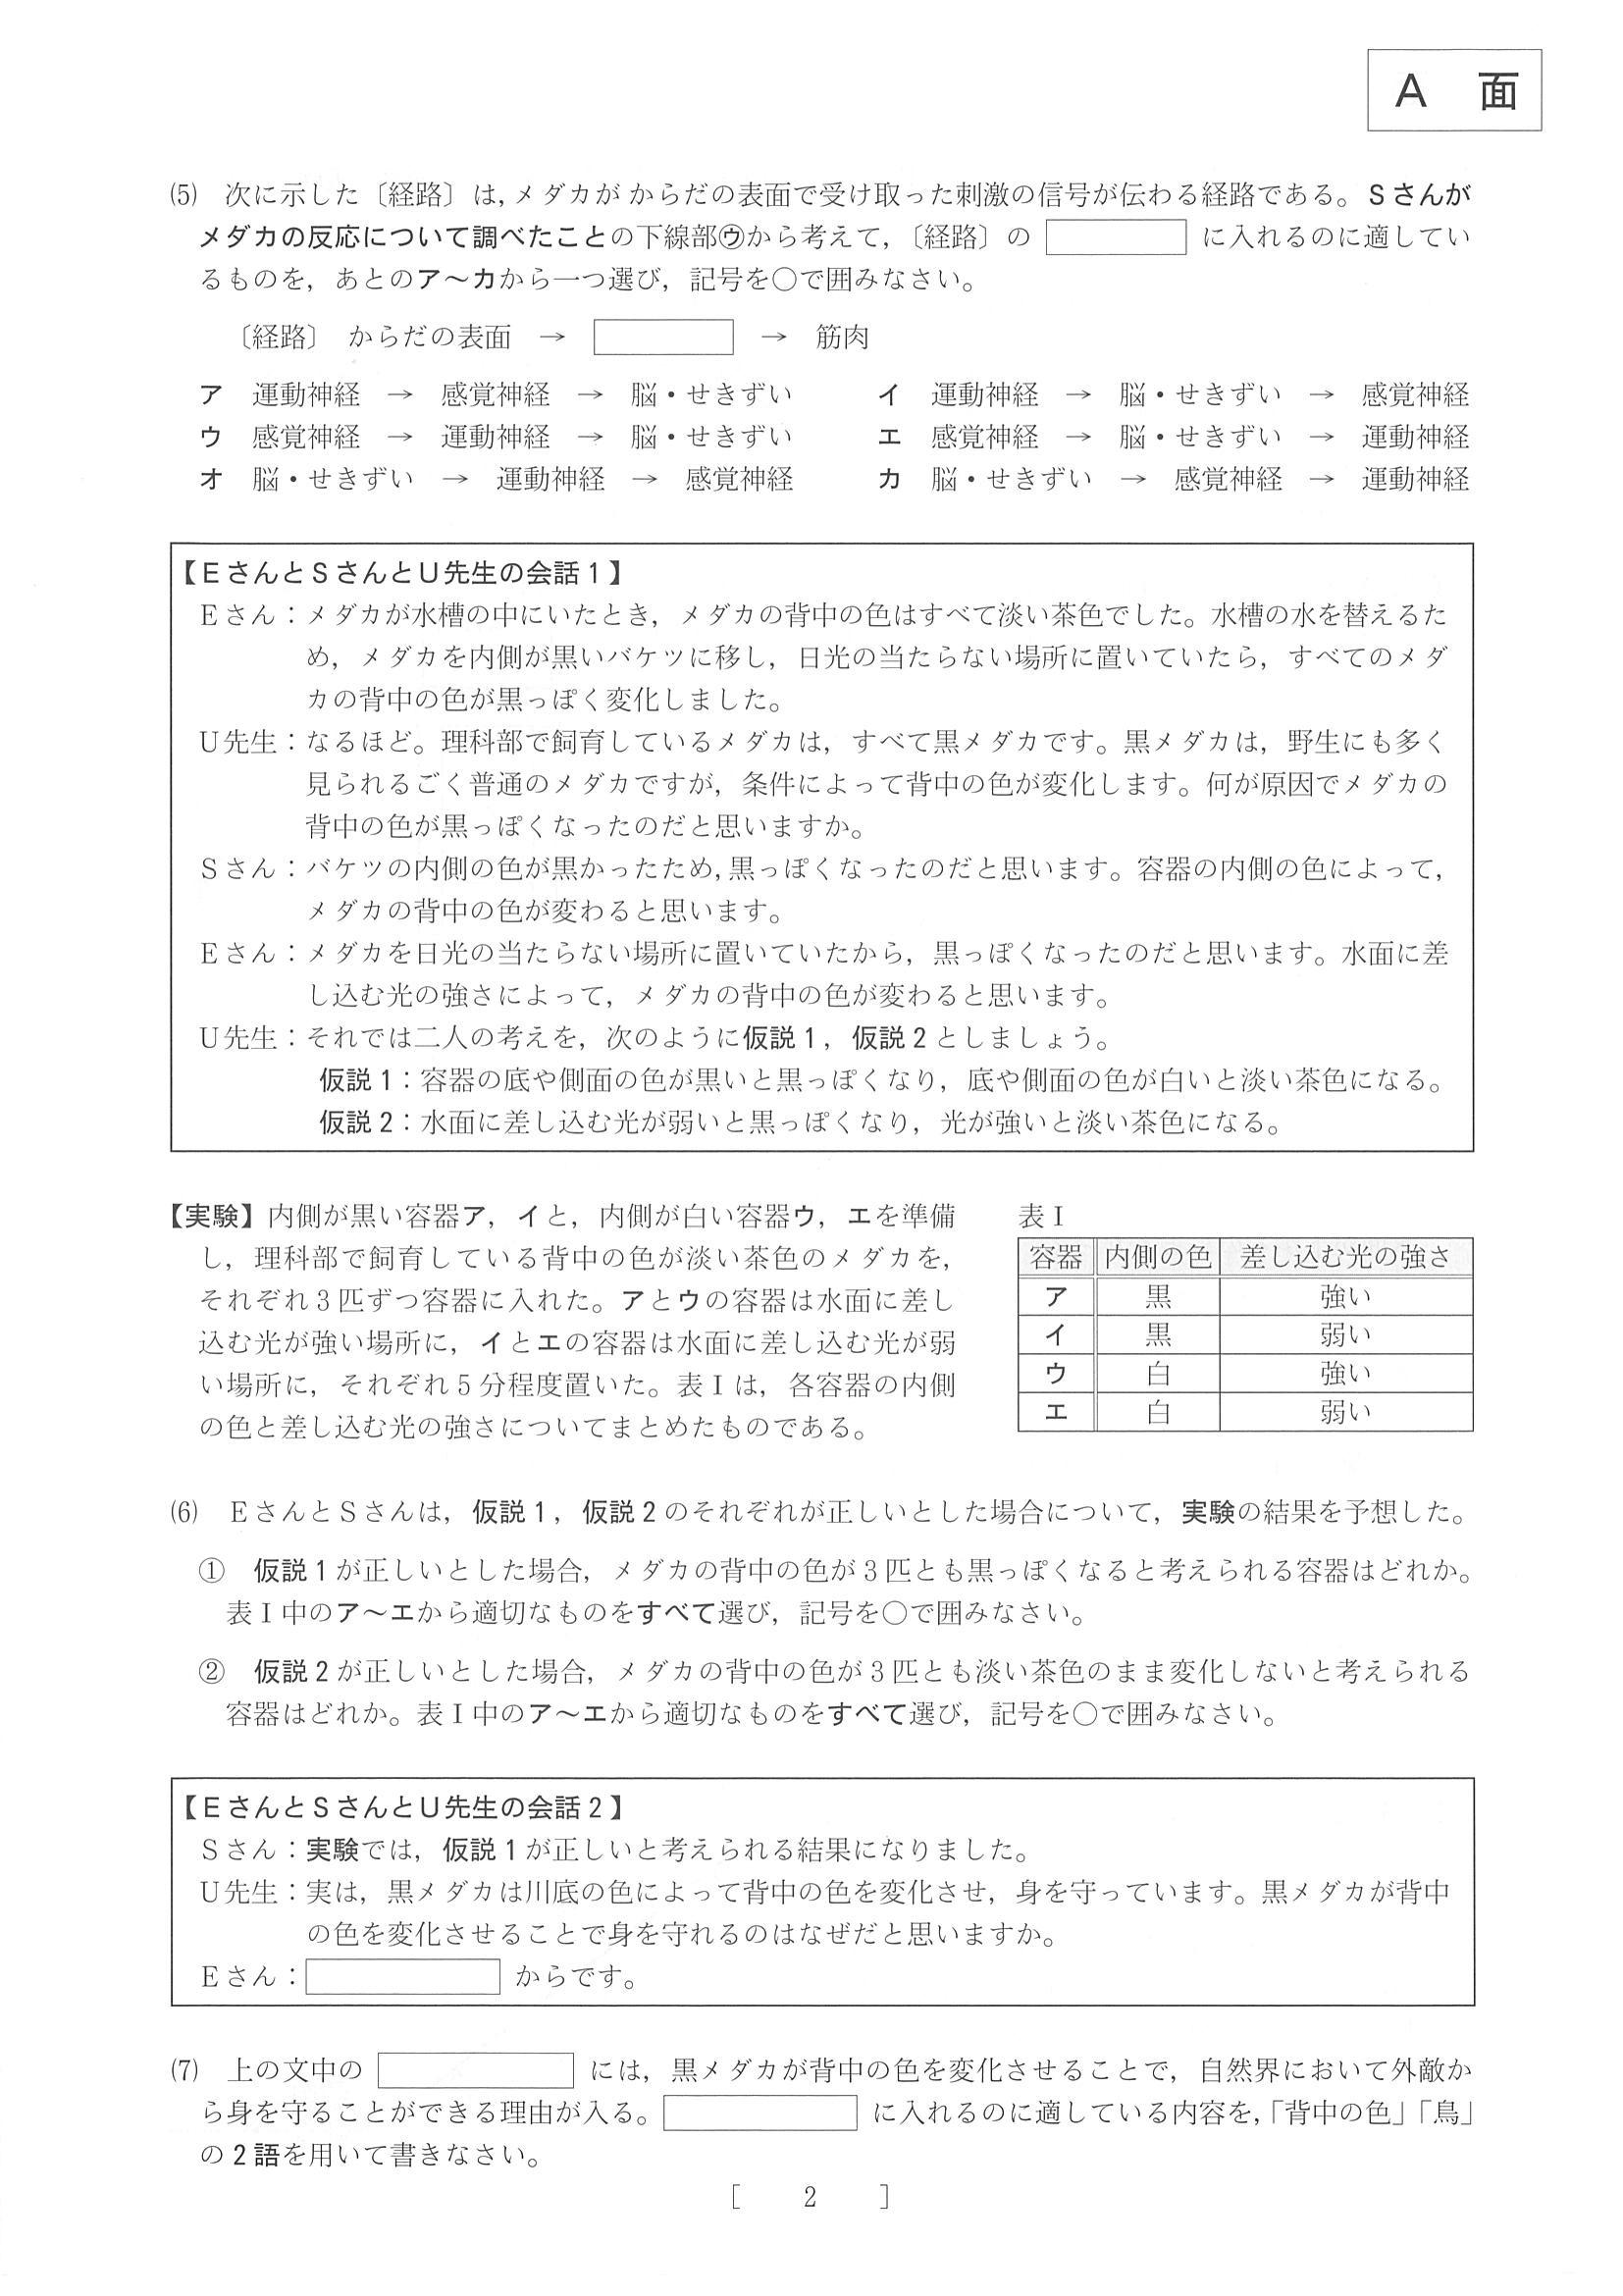 A 面
⑸ 次に示した〔経路〕は，メダカが からだの表面で受け取った刺激の信号が伝わる経路である。Sさんが
メダカの反応について調べたことの下線部㋒から考えて，〔経路〕の に入れるのに適してい
るものを，あとのア～カから一つ選び，記号を○で囲みなさい。
〔経路〕 からだの表面 → → 筋肉
ア 運動神経 → 感覚神経 → 脳・せきずい イ 運動神経 → 脳・せきずい → 感覚神経
ウ 感覚神経 → 運動神経 → 脳・せきずい エ 感覚神経 → 脳・せきずい → 運動神経
オ 脳・せきずい → 運動神経 → 感覚神経 カ 脳・せきずい → 感覚神経 → 運動神経
【EさんとSさんとU先生の会話1】
Eさん：メダカが水槽の中にいたとき，メダカの背中の色はすべて淡い茶色でした。水槽の水を替えるた
め，メダカを内側が黒いバケツに移し，日光の当たらない場所に置いていたら，すべてのメダ
カの背中の色が黒っぽく変化しました。
U先生：なるほど。理科部で飼育しているメダカは，すべて黒メダカです。黒メダカは，野生にも多く
見られるごく普通のメダカですが，条件によって背中の色が変化します。何が原因でメダカの
背中の色が黒っぽくなったのだと思いますか。
Sさん：バケツの内側の色が黒かったため，黒っぽくなったのだと思います。容器の内側の色によって，
メダカの背中の色が変わると思います。
Eさん：メダカを日光の当たらない場所に置いていたから，黒っぽくなったのだと思います。水面に差
し込む光の強さによって，メダカの背中の色が変わると思います。
U先生：それでは二人の考えを，次のように仮説1，仮説2としましょう。
仮説1：容器の底や側面の色が黒いと黒っぽくなり，底や側面の色が白いと淡い茶色になる。
仮説2：水面に差し込む光が弱いと黒っぽくなり，光が強いと淡い茶色になる。
【実験】内側が黒い容器ア，イと，内側が白い容器ウ，エを準備
し，理科部で飼育している背中の色が淡い茶色のメダカを，
それぞれ3匹ずつ容器に入れた。アとウの容器は水面に差し
込む光が強い場所に，イとエの容器は水面に差し込む光が弱
い場所に，それぞれ5分程度置いた。表Ⅰは，各容器の内側
の色と差し込む光の強さについてまとめたものである。
表Ⅰ
容器 内側の色 差し込む光の強さ
ア 黒 強い
イ 黒 弱い
ウ 白 強い
エ 白 弱い
⑹ EさんとSさんは，仮説1，仮説2のそれぞれが正しいとした場合について，実験の結果を予想した。
① 仮説1が正しいとした場合，メダカの背中の色が3匹とも黒っぽくなると考えられる容器はどれか。
表Ⅰ中のア～エから適切なものをすべて選び，記号を○で囲みなさい。
② 仮説2が正しいとした場合，メダカの背中の色が3匹とも淡い茶色のまま変化しないと考えられる
容器はどれか。表Ⅰ中のア～エから適切なものをすべて選び，記号を○で囲みなさい。
【EさんとSさんとU先生の会話2】
Sさん：実験では，仮説1が正しいと考えられる結果になりました。
U先生：実は，黒メダカは川底の色によって背中の色を変化させ，身を守っています。黒メダカが背中
の色を変化させることで身を守れるのはなぜだと思いますか。
Eさん： からです。
⑺ 上の文中の には，黒メダカが背中の色を変化させることで，自然界において外敵か
ら身を守ることができる理由が入る。 に入れるのに適している内容を，「背中の色」「鳥」
の2語を用いて書きなさい。
［ 2 ］